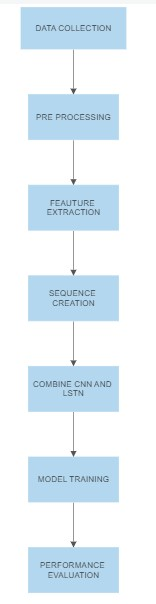 DATA COLLECTION
PRE PROCESSING
FEAUTURE
EXTRACTION
SEQUENCE
CREATION
COMBINE CNN AND
LSTN
MODEL TRAINING
PERFORMANCE
EVALUATION